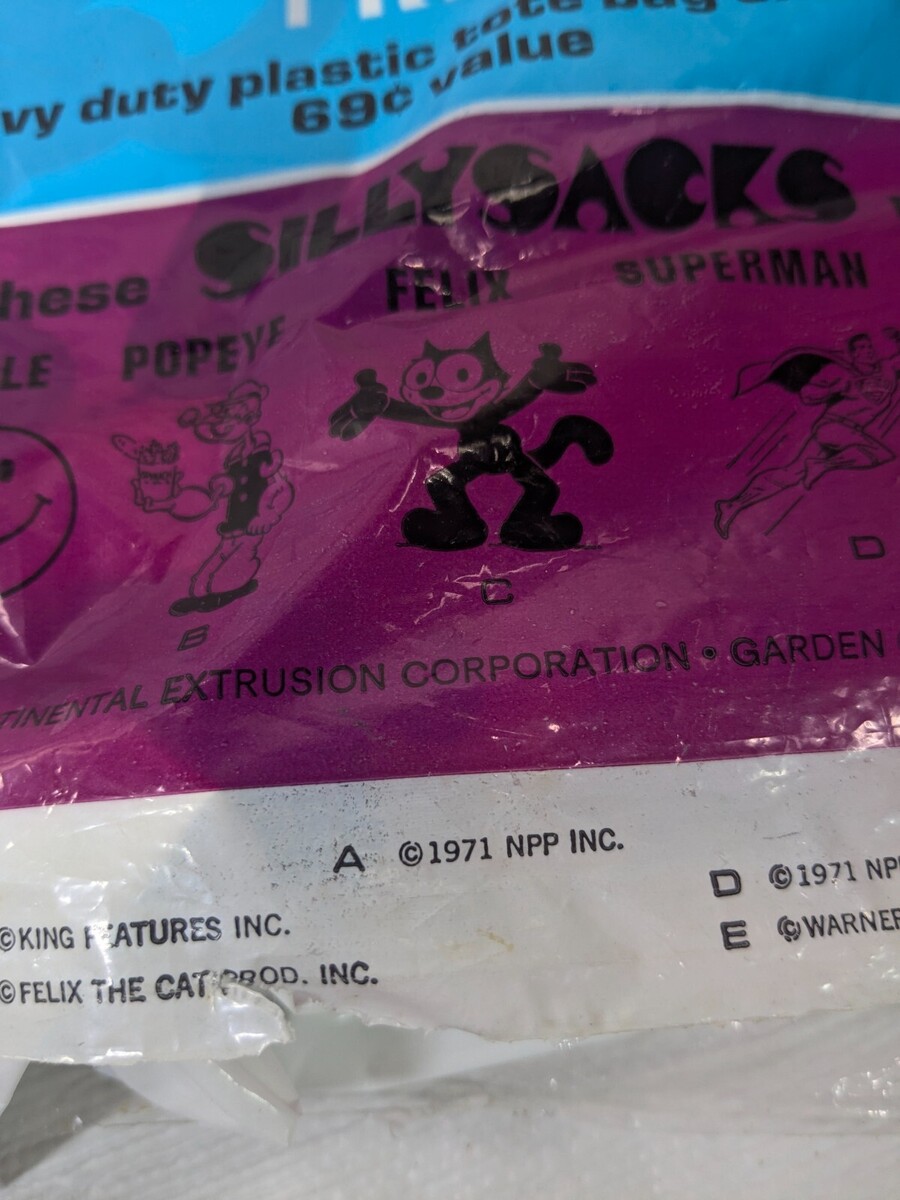 vy duty plastic tote bag
69¢ value
hese SILLYSACKS
LE POPEYE FELIX SUPERMAN
B C D
TINENTAL EXTRUSION CORPORATION • GARDEN
A ©1971 NPP INC.
D ©1971 NP
©KING FEATURES INC.
E ©WARNER
©FELIX THE CAT PROD. INC.